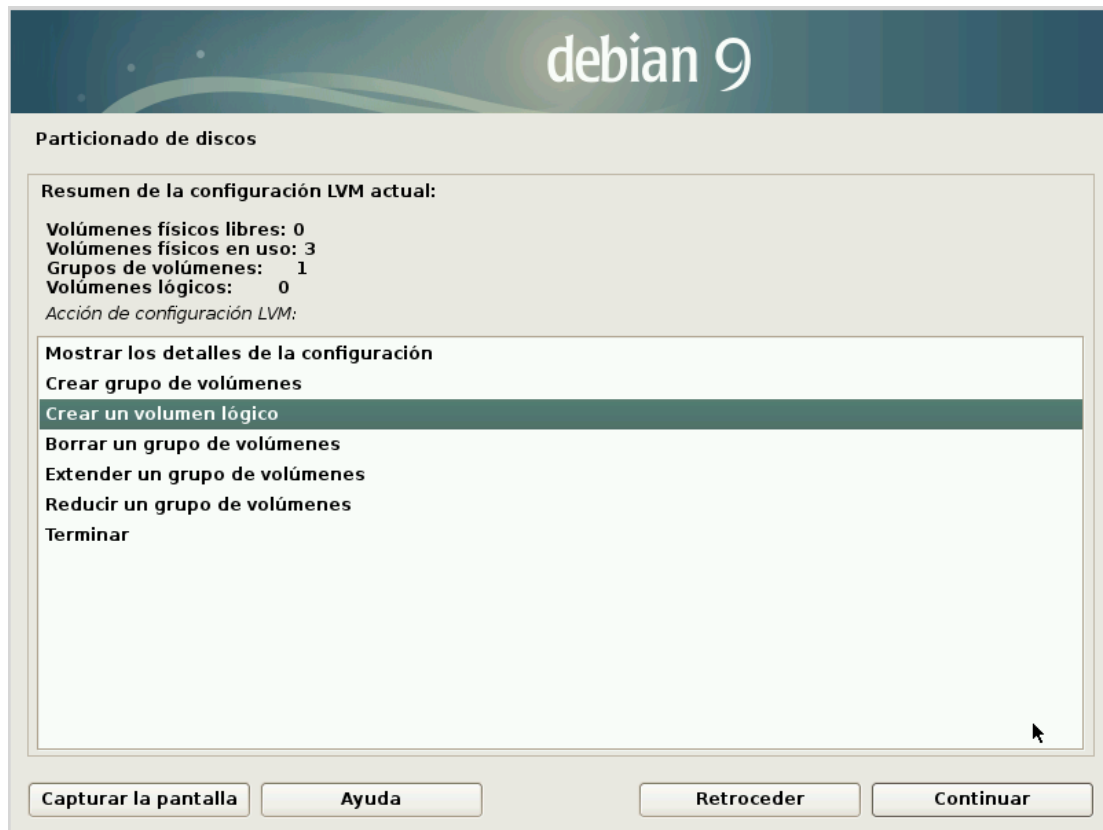 debian 9
Particionado de discos
Resumen de la configuración LVM actual:
Volúmenes físicos libres: 0
Volúmenes físicos en uso: 3
Grupos de volúmenes: 1
Volúmenes lógicos: 0
Acción de configuración LVM:
Mostrar los detalles de la configuración
Crear grupo de volúmenes
Crear un volumen lógico
Borrar un grupo de volúmenes
Extender un grupo de volúmenes
Reducir un grupo de volúmenes
Terminar
Capturar la pantalla Ayuda Retroceder Continuar